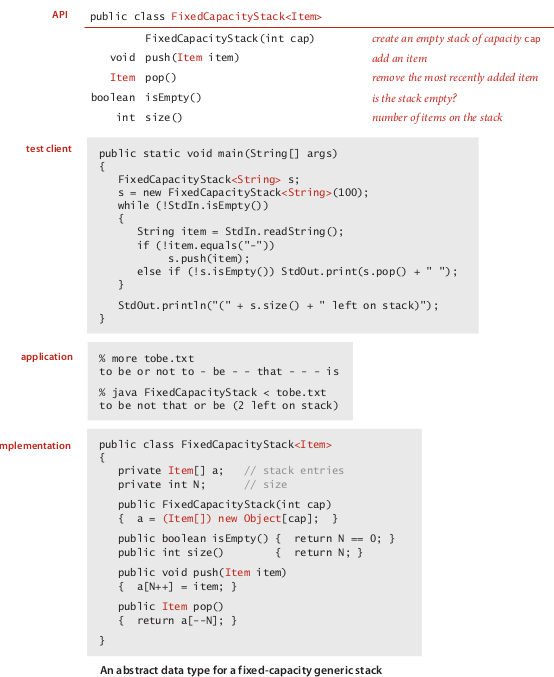 API public class FixedCapacityStack<Item>
FixedCapacityStack(int cap) create an empty stack of capacity cap
void push(Item item) add an item
Item pop() remove the most recently added item
boolean isEmpty() is the stack empty?
int size() number of items on the stack
test client
public static void main(String[] args)
{
FixedCapacityStack<String> s;
s = new FixedCapacityStack<String>(100);
while (!StdIn.isEmpty())
{
String item = StdIn.readString();
if (!item.equals("-"))
s.push(item);
else if (!s.isEmpty()) StdOut.print(s.pop() + " ");
}
StdOut.println("(" + s.size() + " left on stack)");
}
application
% more tobe.txt
to be or not to - be - - that - - - is
% java FixedCapacityStack < tobe.txt
to be not that or be (2 left on stack)
mplementation
public class FixedCapacityStack<Item>
{
private Item[] a; // stack entries
private int N; // size
public FixedCapacityStack(int cap)
{ a = (Item[]) new Object[cap]; }
public boolean isEmpty() { return N == 0; }
public int size() { return N; }
public void push(Item item)
{ a[N++] = item; }
public Item pop()
{ return a[--N]; }
}
An abstract data type for a fixed-capacity generic stack